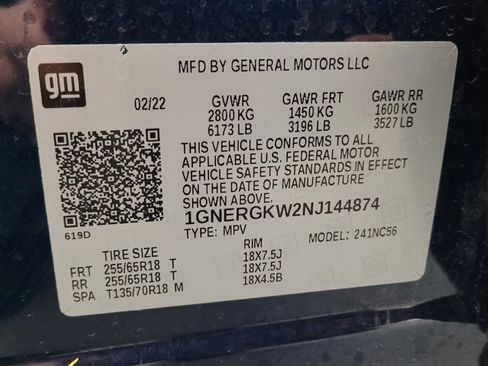 gm
MFD BY GENERAL MOTORS LLC
02/22 GVWR GAWR FRT GAWR RR
2800 KG 1450 KG 1600 KG
6173 LB 3196 LB 3527 LB
THIS VEHICLE CONFORMS TO ALL
APPLICABLE U.S. FEDERAL MOTOR
VEHICLE SAFETY STANDARDS IN EFFECT
ON THE DATE OF MANUFACTURE
SHOWN ABOVE.
1GNERGKW2NJ144874
619D TYPE: MPV MODEL: 241NC56
TIRE SIZE RIM
FRT 255/65R18 T 18X7.5J
RR 255/65R18 T 18X7.5J
SPA T135/70R18 M 18X4.5B